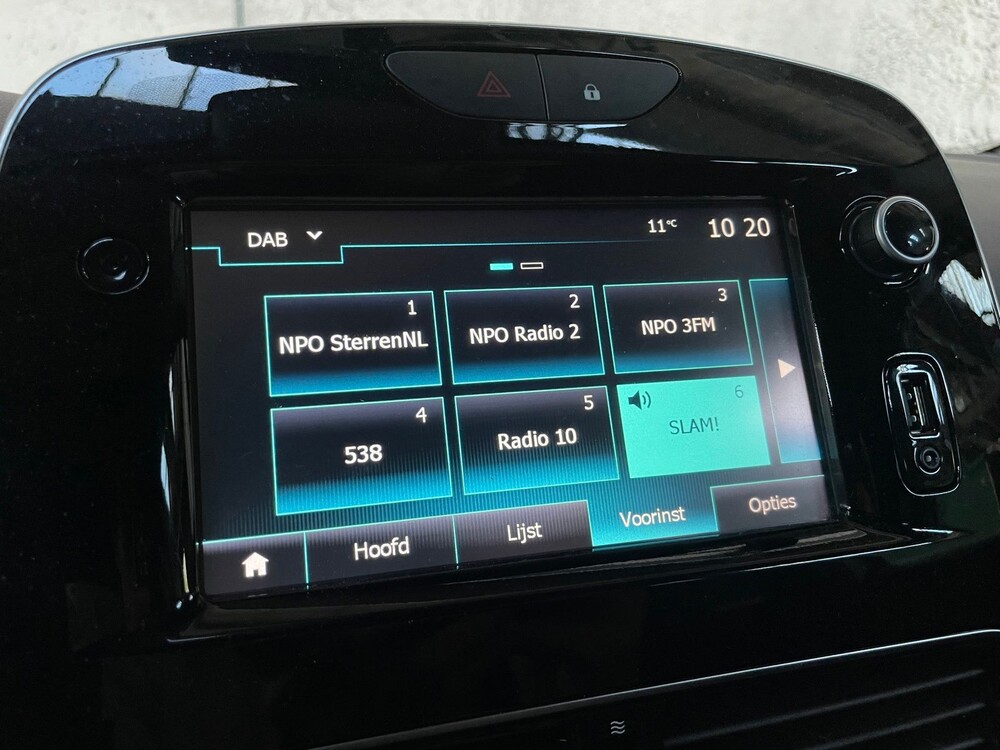 DAB
11°C
10 20
1
NPO SterrenNL
2
NPO Radio 2
3
NPO 3FM
4
538
5
Radio 10
6
SLAM!
Hoofd
Lijst
Voorinst
Opties